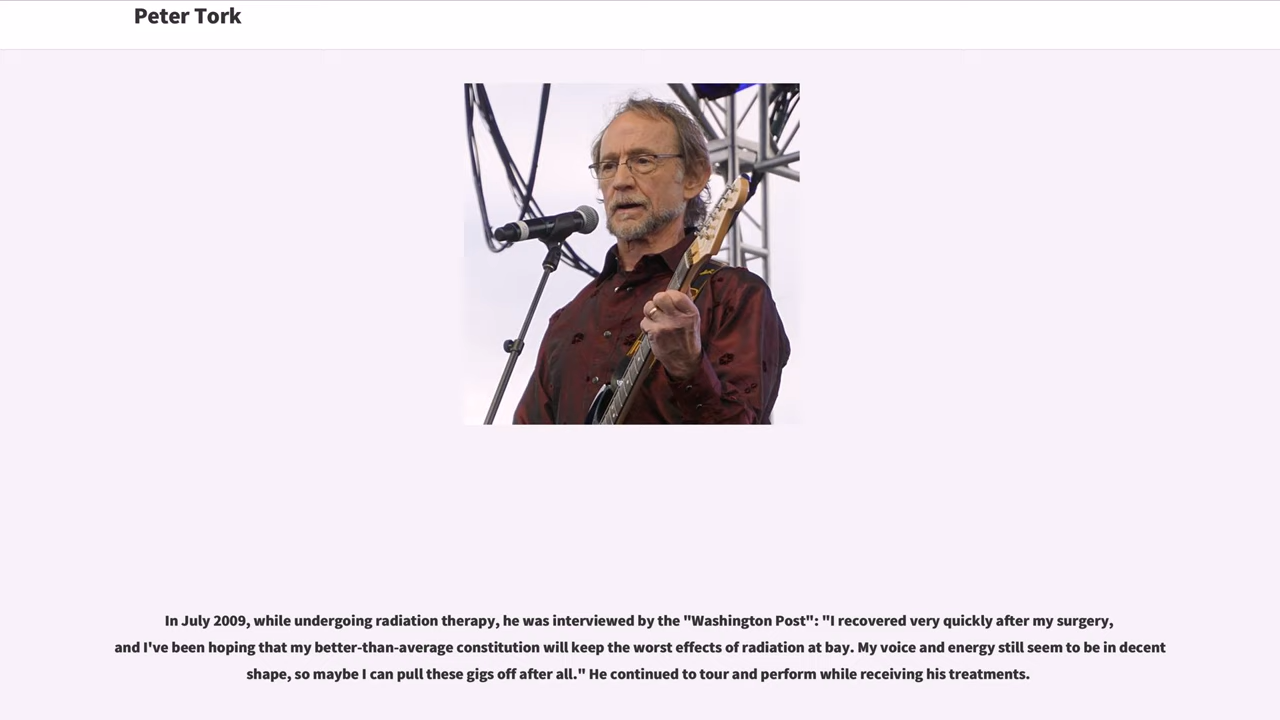 Peter Tork
In July 2009, while undergoing radiation therapy, he was interviewed by the "Washington Post": "I recovered very quickly after my surgery,
and I've been hoping that my better-than-average constitution will keep the worst effects of radiation at bay. My voice and energy still seem to be in decent
shape, so maybe I can pull these gigs off after all." He continued to tour and perform while receiving his treatments.